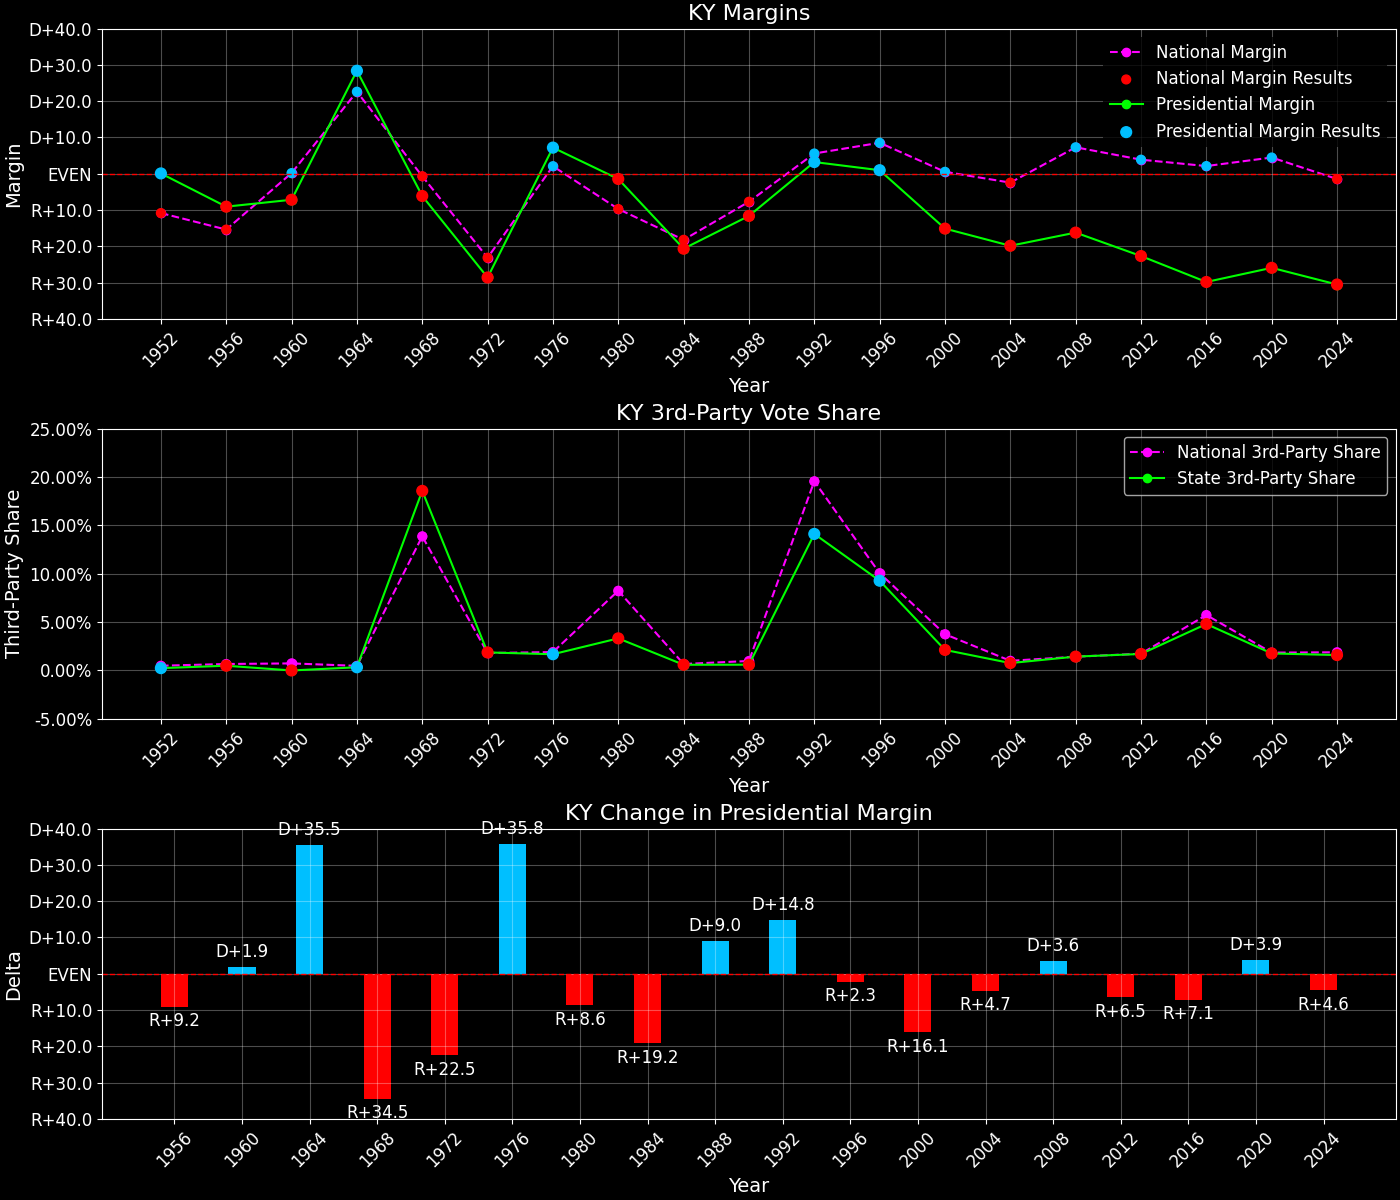 KY Margins
D+40.0
D+30.0
D+20.0
D+10.0
EVEN
R+10.0
R+20.0
R+30.0
R+40.0
Margin
National Margin
National Margin Results
Presidential Margin
Presidential Margin Results
1952 1956 1960 1964 1968 1972 1976 1980 1984 1988 1992 1996 2000 2004 2008 2012 2016 2020 2024
Year
KY 3rd-Party Vote Share
25.00%
20.00%
15.00%
10.00%
5.00%
0.00%
-5.00%
Third-Party Share
National 3rd-Party Share
State 3rd-Party Share
1952 1956 1960 1964 1968 1972 1976 1980 1984 1988 1992 1996 2000 2004 2008 2012 2016 2020 2024
Year
KY Change in Presidential Margin
D+40.0
D+30.0
D+20.0
D+10.0
EVEN
R+10.0
R+20.0
R+30.0
R+40.0
Delta
R+9.2
D+1.9
D+35.5
R+34.5
R+22.5
D+35.8
R+8.6
R+19.2
D+9.0
D+14.8
R+2.3
R+16.1
R+4.7
D+3.6
R+6.5
R+7.1
D+3.9
R+4.6
1956 1960 1964 1968 1972 1976 1980 1984 1988 1992 1996 2000 2004 2008 2012 2016 2020 2024
Year